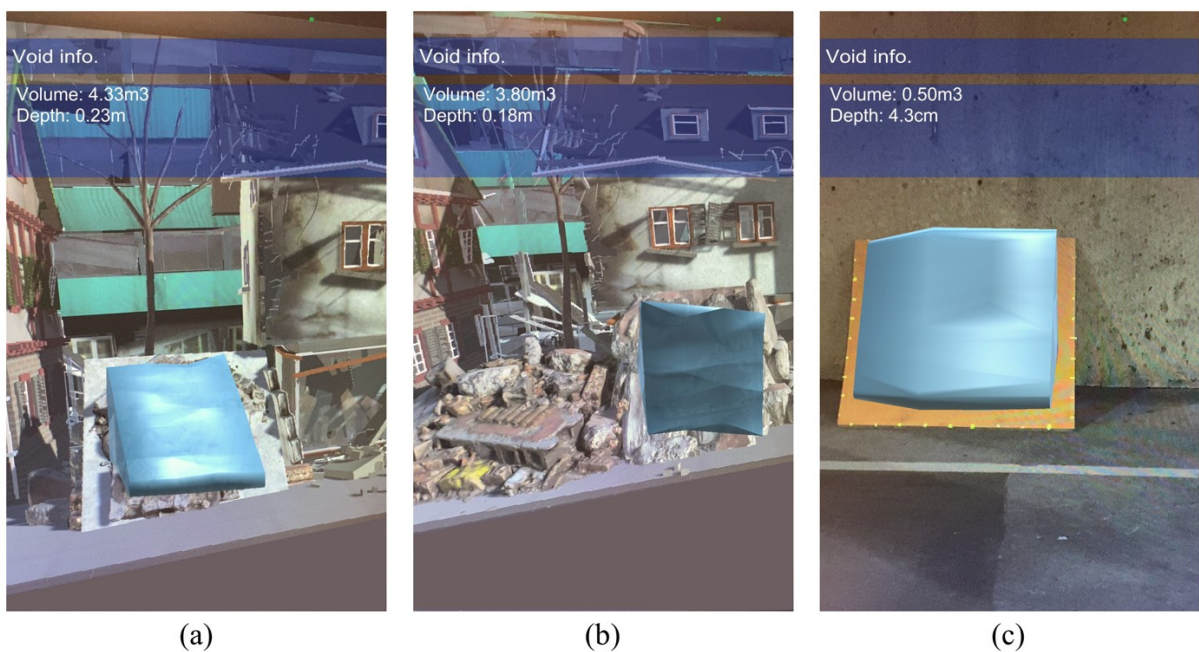 Void info.
Volume: 4.33m3
Depth: 0.23m
Void info.
Volume: 3.80m3
Depth: 0.18m
Void info.
Volume: 0.50m3
Depth: 4.3cm
(a)
(b)
(c)